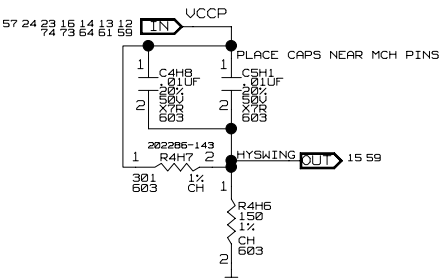 VCCP
57 24 23 16 14 13 12 IN
74 73 64 61 59
PLACE CAPS NEAR MCH PINS
1 1
C4H8 C5H1
.01UF .01UF
20% 20%
50V 50V
X7R X7R
603 603
2 2
202286-143
1 R4H7 2
HYSWING OUT 15 59
301 1%
603 CH
1
R4H6
150
1%
CH
603
2